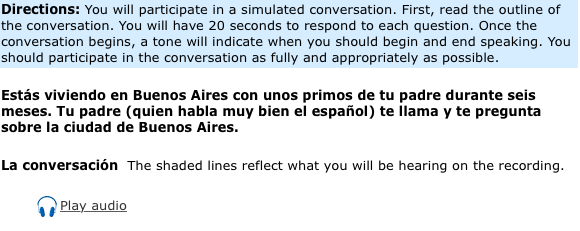 Directions: You will participate in a simulated conversation. First, read the outline of
the conversation. You will have 20 seconds to respond to each question. Once the
conversation begins, a tone will indicate when you should begin and end speaking. You
should participate in the conversation as fully and appropriately as possible.
Estás viviendo en Buenos Aires con unos primos de tu padre durante seis
meses. Tu padre (quien habla muy bien el español) te llama y te pregunta
sobre la ciudad de Buenos Aires.
La conversación The shaded lines reflect what you will be hearing on the recording.
Play audio